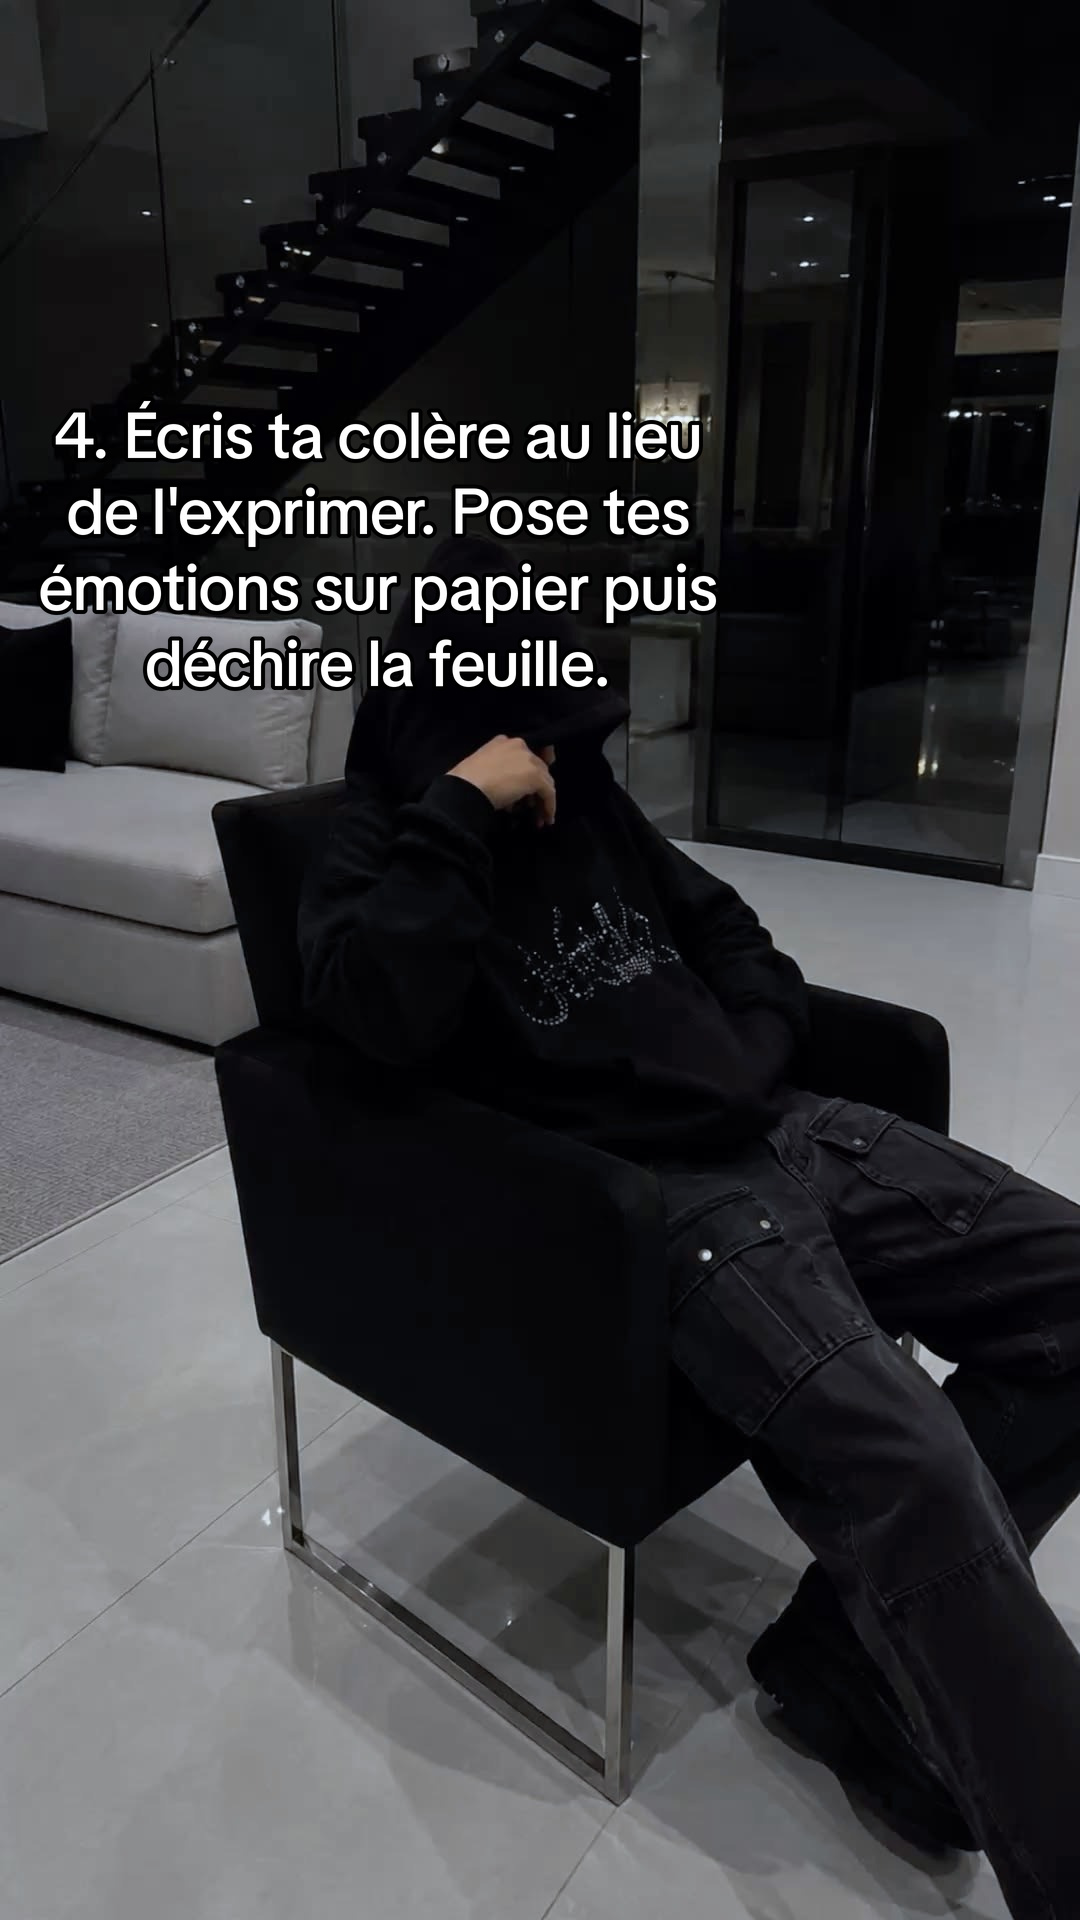 4. Écris ta colère au lieu
de l'exprimer. Pose tes
émotions sur papier puis
déchire la feuille.